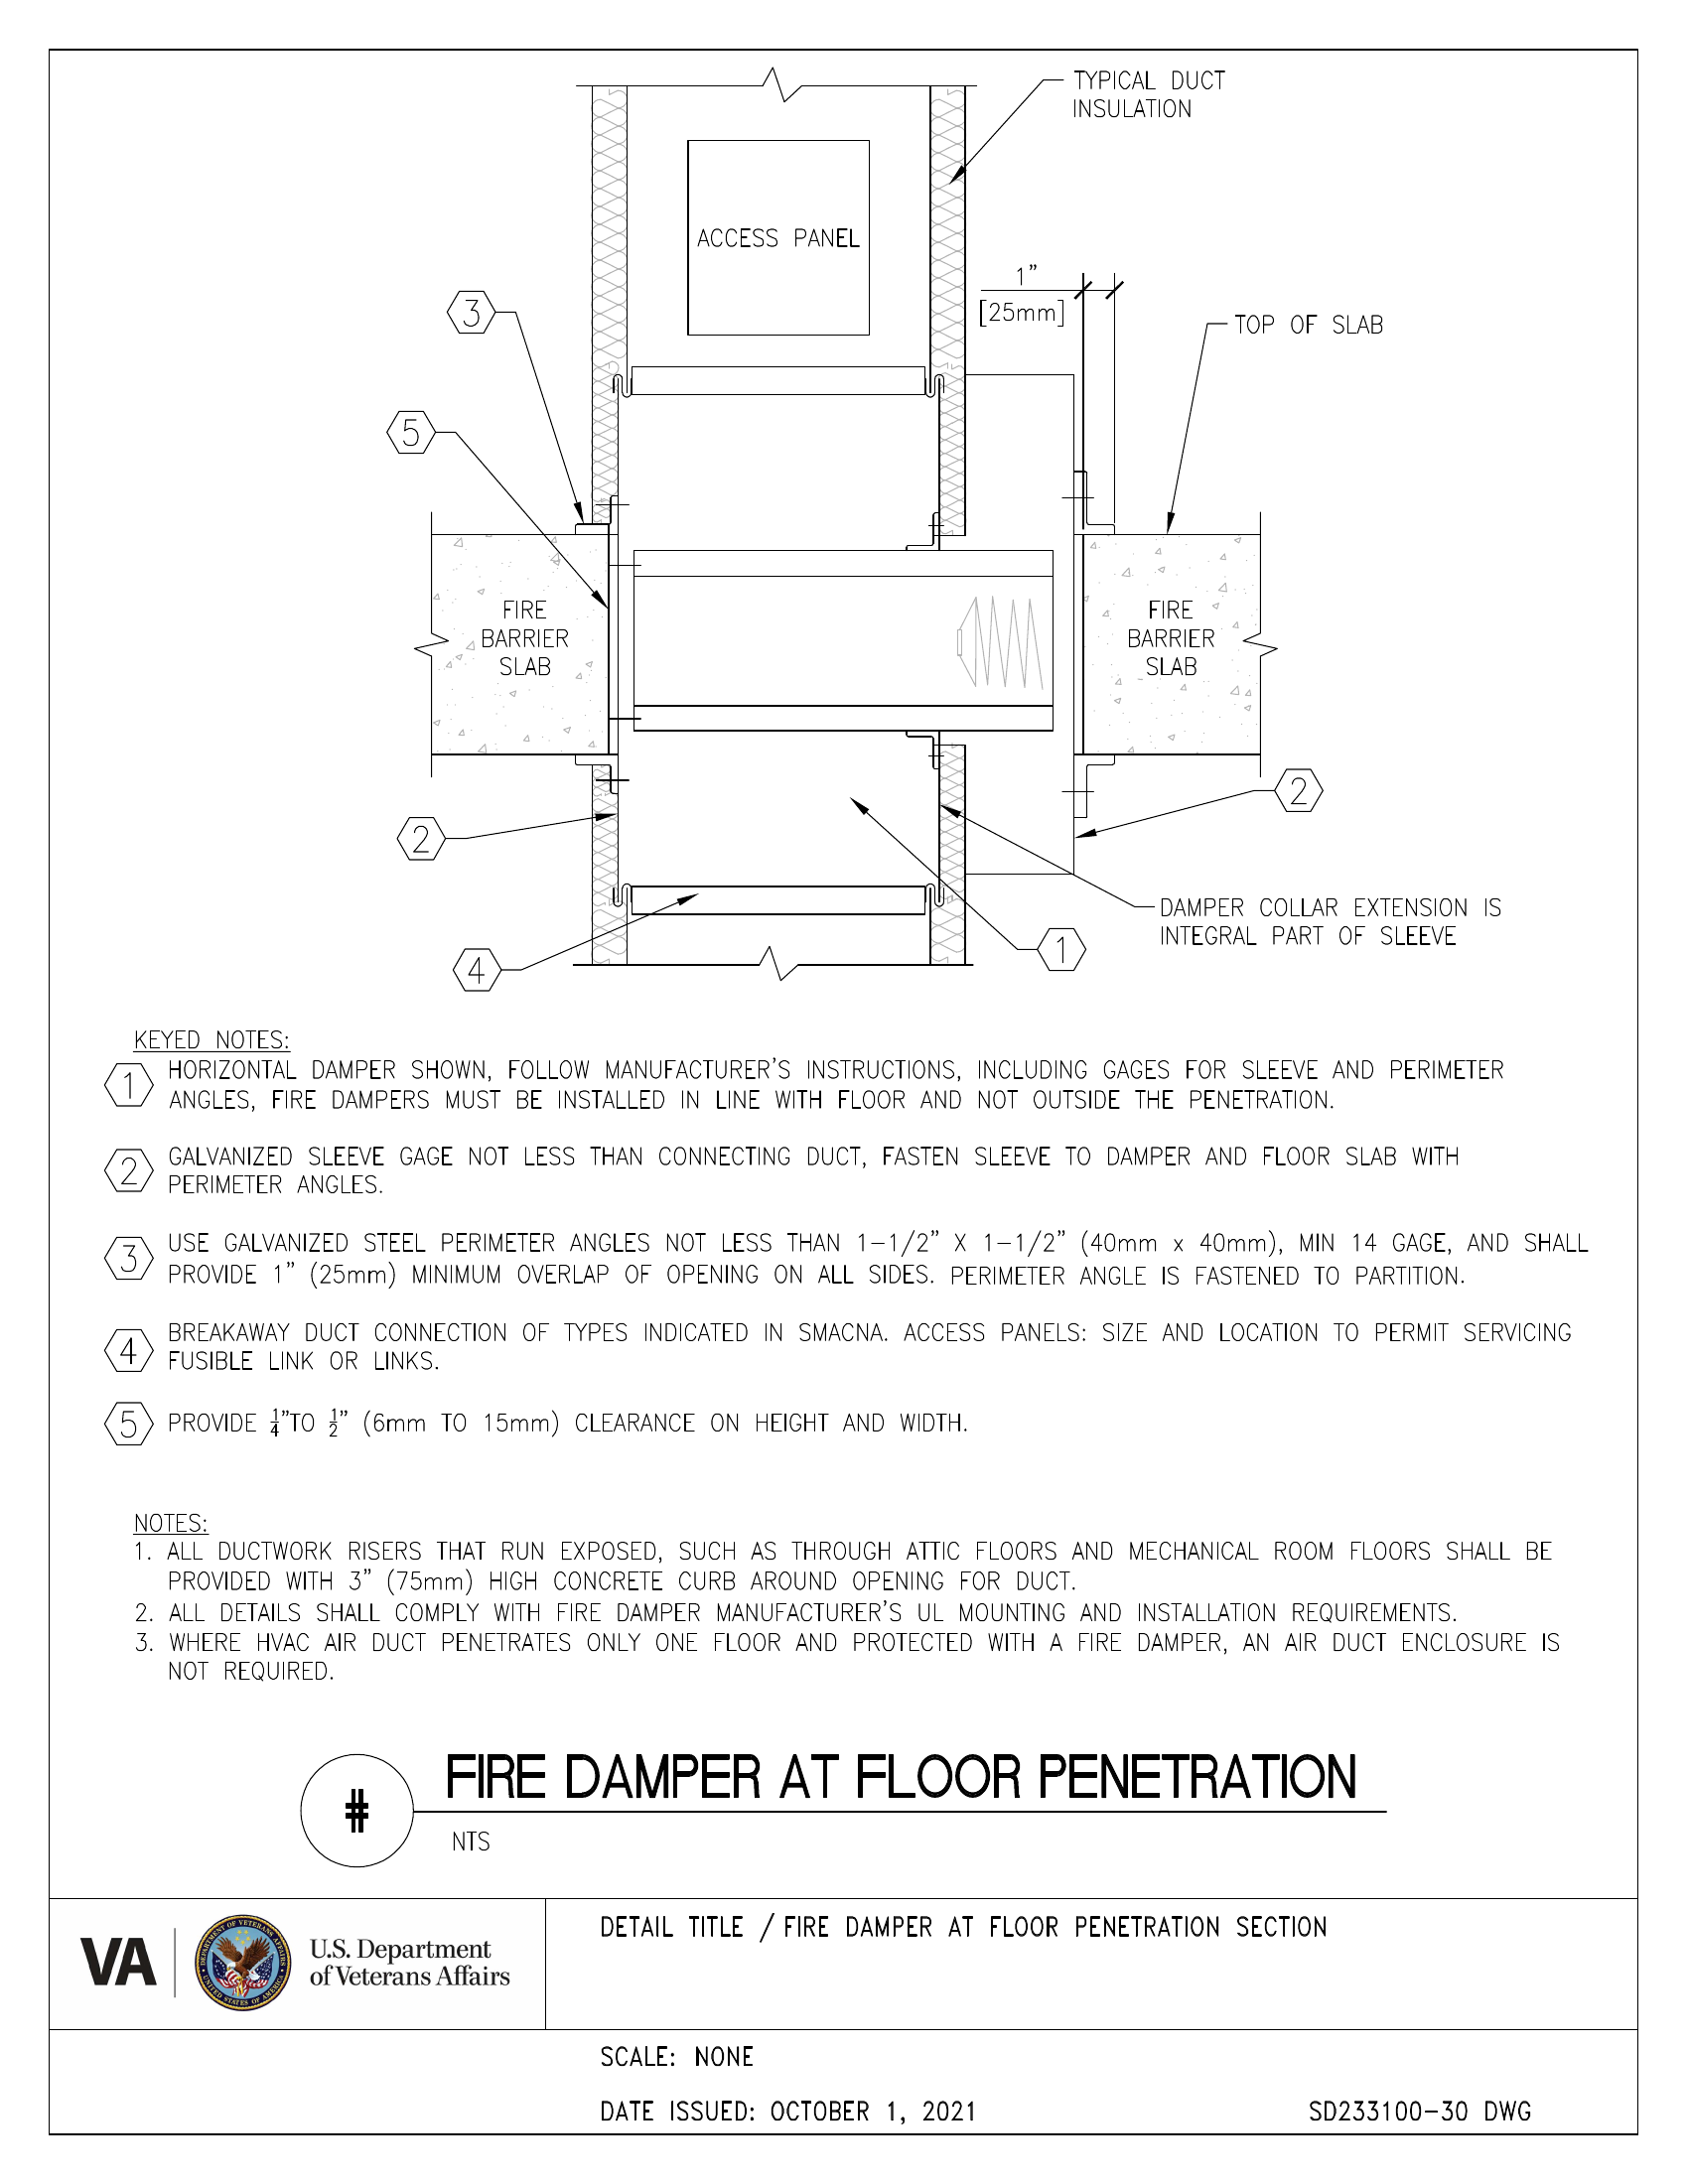 TYPICAL DUCT
INSULATION
ACCESS PANEL
1"
[25mm]
3
TOP OF SLAB
5
FIRE
BARRIER
SLAB
FIRE
BARRIER
SLAB
2
2
DAMPER COLLAR EXTENSION IS
INTEGRAL PART OF SLEEVE
1
4
KEYED NOTES:
1 HORIZONTAL DAMPER SHOWN, FOLLOW MANUFACTURER'S INSTRUCTIONS, INCLUDING GAGES FOR SLEEVE AND PERIMETER
ANGLES, FIRE DAMPERS MUST BE INSTALLED IN LINE WITH FLOOR AND NOT OUTSIDE THE PENETRATION.
2 GALVANIZED SLEEVE GAGE NOT LESS THAN CONNECTING DUCT, FASTEN SLEEVE TO DAMPER AND FLOOR SLAB WITH
PERIMETER ANGLES.
3 USE GALVANIZED STEEL PERIMETER ANGLES NOT LESS THAN 1-1/2" X 1-1/2" (40mm x 40mm), MIN 14 GAGE, AND SHALL
PROVIDE 1" (25mm) MINIMUM OVERLAP OF OPENING ON ALL SIDES. PERIMETER ANGLE IS FASTENED TO PARTITION.
4 BREAKAWAY DUCT CONNECTION OF TYPES INDICATED IN SMACNA. ACCESS PANELS: SIZE AND LOCATION TO PERMIT SERVICING
FUSIBLE LINK OR LINKS.
5 PROVIDE ¼"TO ½" (6mm TO 15mm) CLEARANCE ON HEIGHT AND WIDTH.
NOTES:
1. ALL DUCTWORK RISERS THAT RUN EXPOSED, SUCH AS THROUGH ATTIC FLOORS AND MECHANICAL ROOM FLOORS SHALL BE
PROVIDED WITH 3" (75mm) HIGH CONCRETE CURB AROUND OPENING FOR DUCT.
2. ALL DETAILS SHALL COMPLY WITH FIRE DAMPER MANUFACTURER'S UL MOUNTING AND INSTALLATION REQUIREMENTS.
3. WHERE HVAC AIR DUCT PENETRATES ONLY ONE FLOOR AND PROTECTED WITH A FIRE DAMPER, AN AIR DUCT ENCLOSURE IS
NOT REQUIRED.
# FIRE DAMPER AT FLOOR PENETRATION
NTS
VA
DEPARTMENT OF VETERANS AFFAIRS
UNITED STATES OF AMERICA
U.S. Department
of Veterans Affairs
DETAIL TITLE / FIRE DAMPER AT FLOOR PENETRATION SECTION
SCALE: NONE
DATE ISSUED: OCTOBER 1, 2021
SD233100-30 DWG